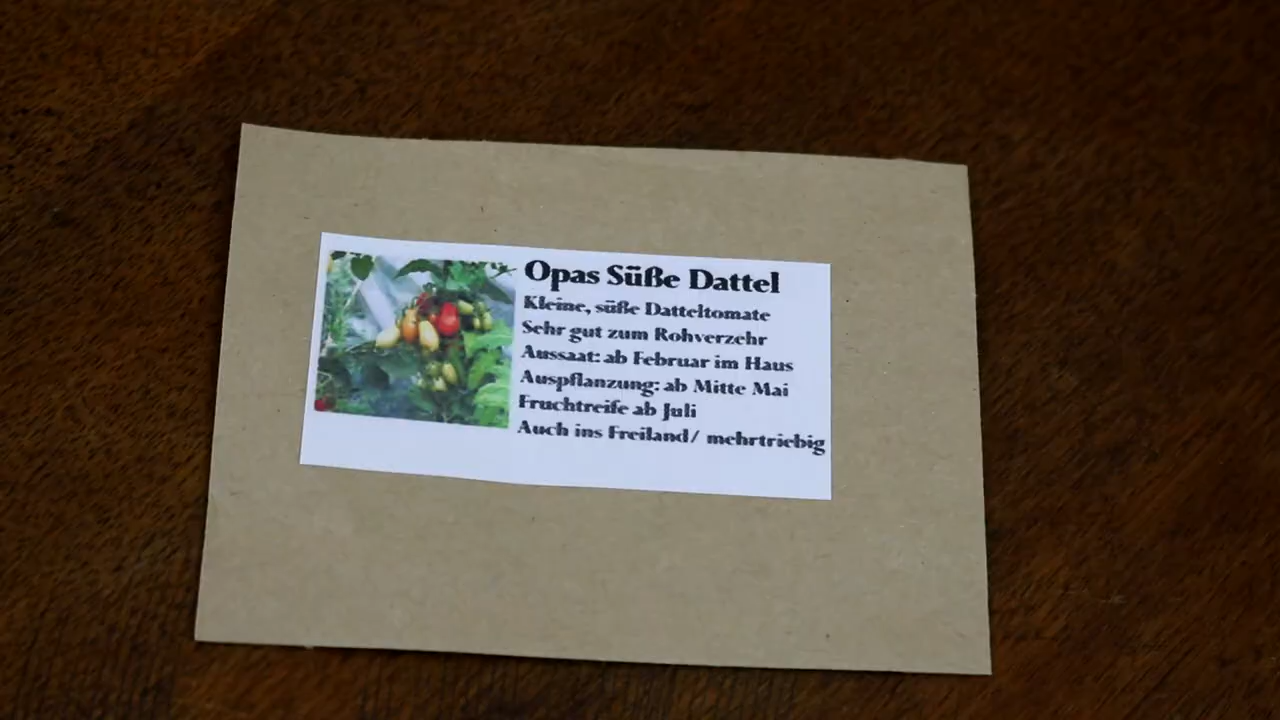 Opas Süße Dattel
Kleine, süße Datteltomate
Sehr gut zum Rohverzehr
Aussaat: ab Februar im Haus
Auspflanzung: ab Mitte Mai
Fruchtreife ab Juli
Auch ins Freiland/ mehrtriebig